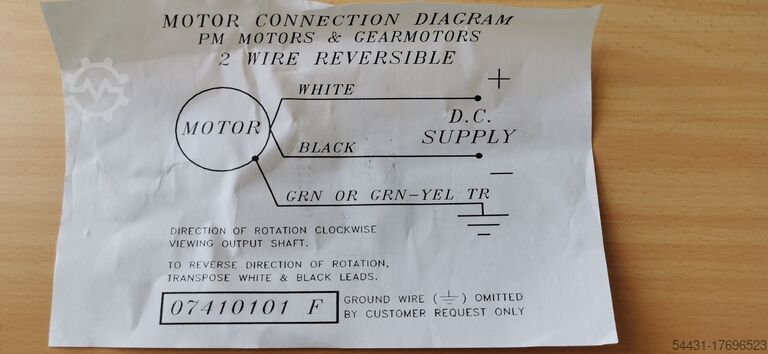 MOTOR CONNECTION DIAGRAM
PM MOTORS & GEARMOTORS
2 WIRE REVERSIBLE
WHITE
+
MOTOR
D.C.
SUPPLY
BLACK
−
GRN OR GRN-YEL TR
DIRECTION OF ROTATION CLOCKWISE
VIEWING OUTPUT SHAFT.
TO REVERSE DIRECTION OF ROTATION,
TRANSPOSE WHITE & BLACK LEADS.
07410101 F
GROUND WIRE (⏚) OMITTED
BY CUSTOMER REQUEST ONLY
54431-17696523